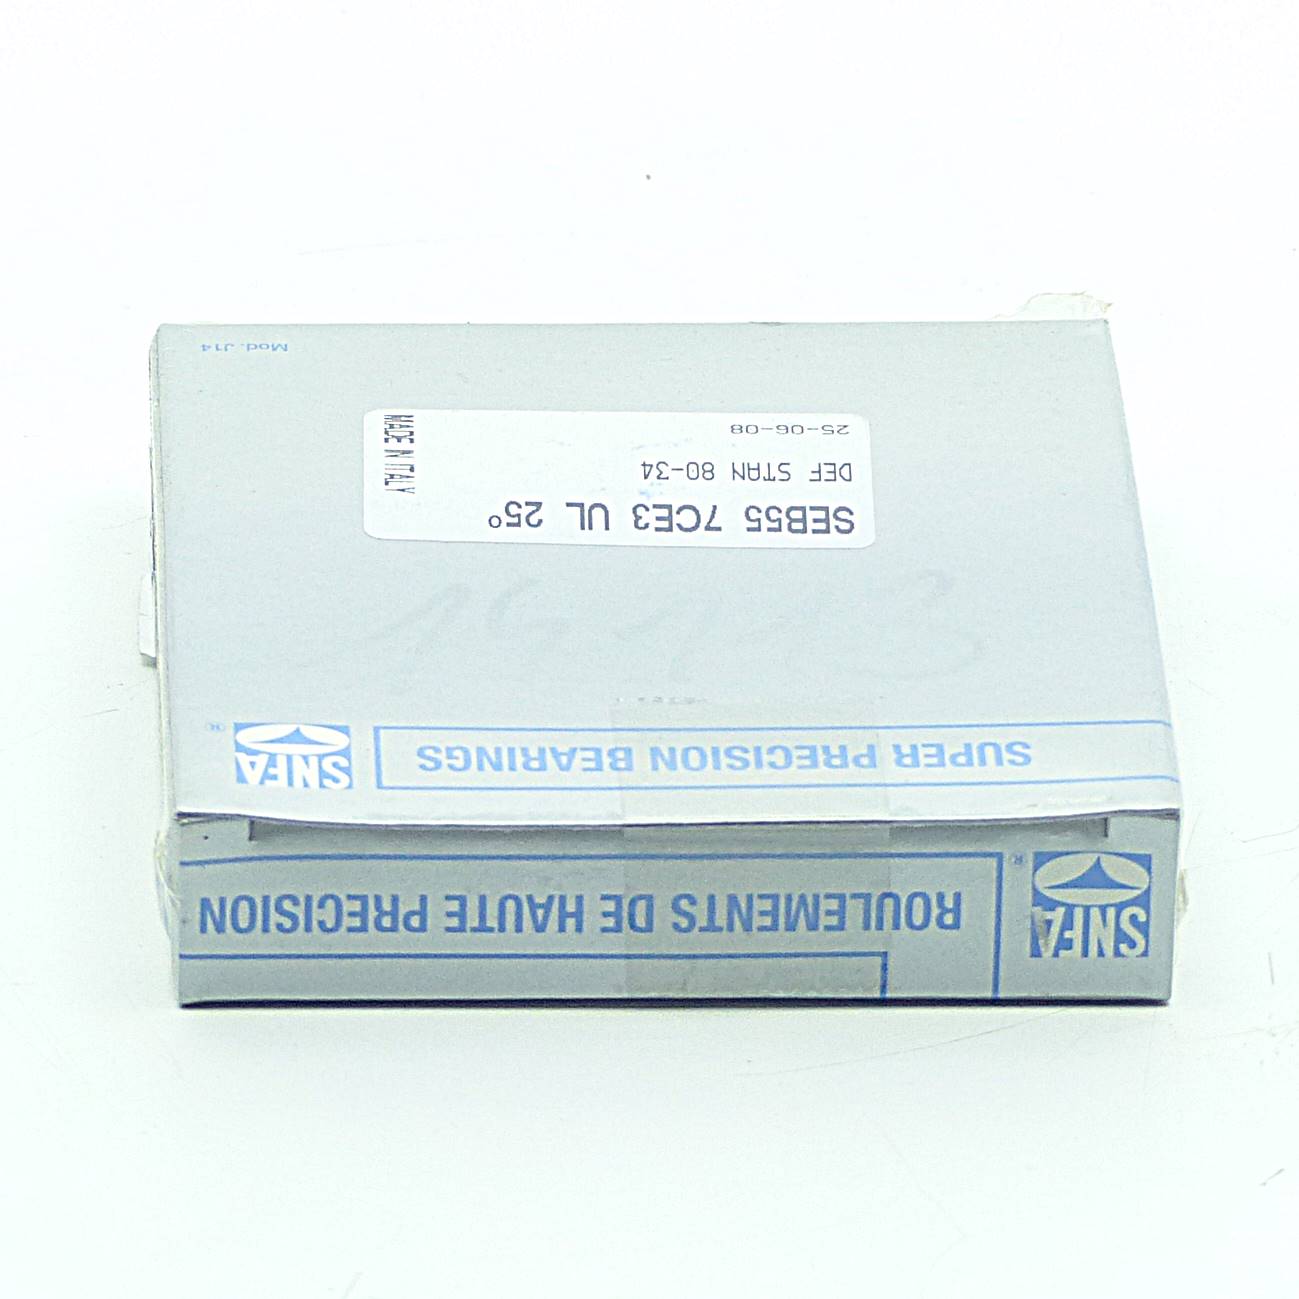 ROULEMENTS DE HAUTE PRECISION
SNFA
®
SUPER PRECISION BEARINGS
SNFA
®
SEB55 7CE3 UL 25°
DEF STAN 80-34
25-06-08
MADE IN ITALY
Mod. J14